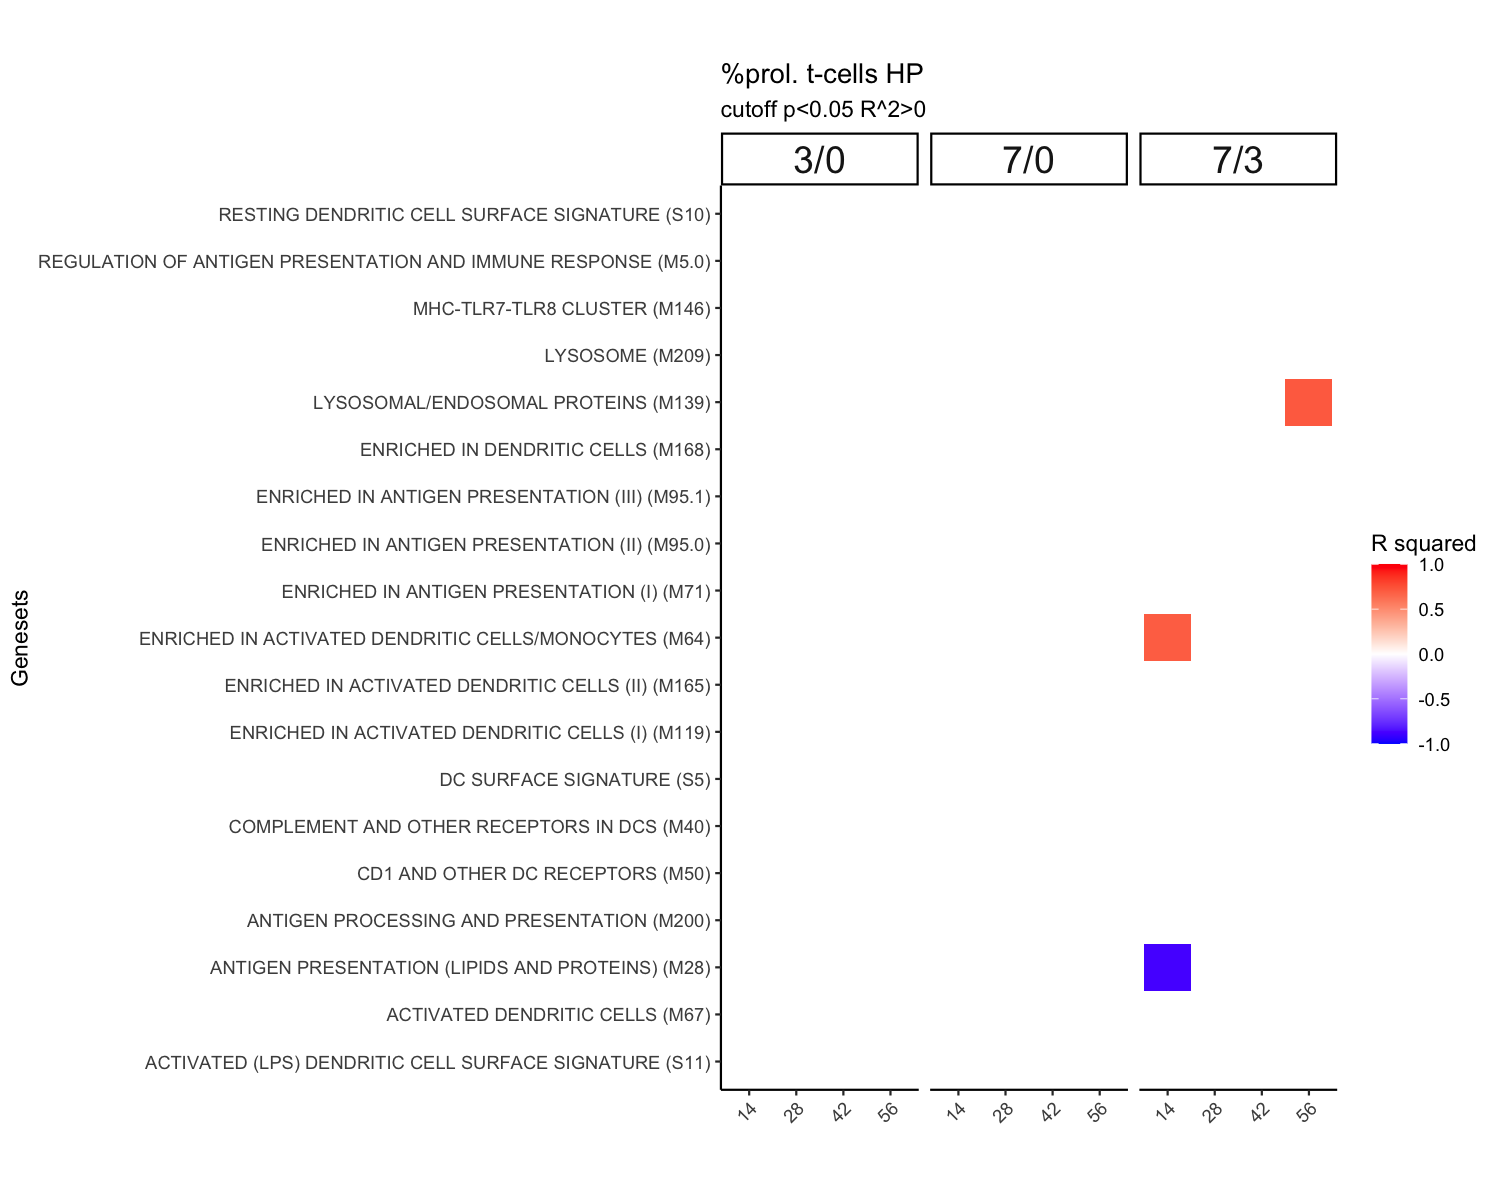 %prol. t-cells HP
cutoff p<0.05 R^2>0
3/0 7/0 7/3
RESTING DENDRITIC CELL SURFACE SIGNATURE (S10)
REGULATION OF ANTIGEN PRESENTATION AND IMMUNE RESPONSE (M5.0)
MHC-TLR7-TLR8 CLUSTER (M146)
LYSOSOME (M209)
LYSOSOMAL/ENDOSOMAL PROTEINS (M139)
ENRICHED IN DENDRITIC CELLS (M168)
ENRICHED IN ANTIGEN PRESENTATION (III) (M95.1)
ENRICHED IN ANTIGEN PRESENTATION (II) (M95.0)
ENRICHED IN ANTIGEN PRESENTATION (I) (M71)
ENRICHED IN ACTIVATED DENDRITIC CELLS/MONOCYTES (M64)
ENRICHED IN ACTIVATED DENDRITIC CELLS (II) (M165)
ENRICHED IN ACTIVATED DENDRITIC CELLS (I) (M119)
DC SURFACE SIGNATURE (S5)
COMPLEMENT AND OTHER RECEPTORS IN DCS (M40)
CD1 AND OTHER DC RECEPTORS (M50)
ANTIGEN PROCESSING AND PRESENTATION (M200)
ANTIGEN PRESENTATION (LIPIDS AND PROTEINS) (M28)
ACTIVATED DENDRITIC CELLS (M67)
ACTIVATED (LPS) DENDRITIC CELL SURFACE SIGNATURE (S11)
Genesets
14 28 42 56 14 28 42 56 14 28 42 56
R squared
1.0
0.5
0.0
-0.5
-1.0